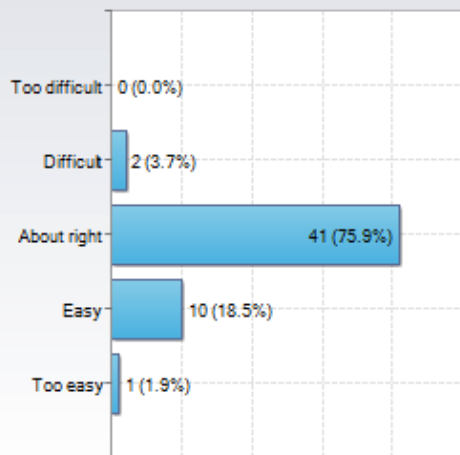 Too difficult 0 (0.0%)
Difficult 2 (3.7%)
About right 41 (75.9%)
Easy 10 (18.5%)
Too easy 1 (1.9%)